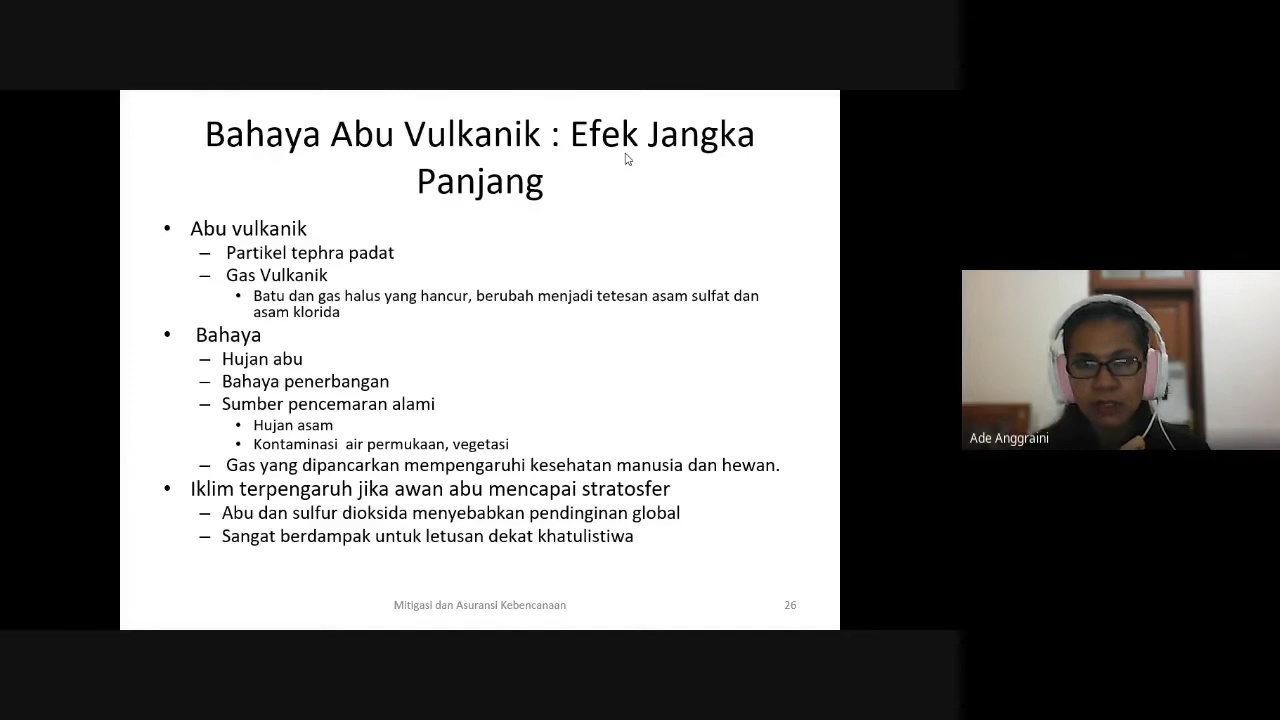 Bahaya Abu Vulkanik : Efek Jangka
Panjang
• Abu vulkanik
– Partikel tephra padat
– Gas Vulkanik
• Batu dan gas halus yang hancur, berubah menjadi tetesan asam sulfat dan
asam klorida
• Bahaya
– Hujan abu
– Bahaya penerbangan
– Sumber pencemaran alami
• Hujan asam
• Kontaminasi air permukaan, vegetasi
– Gas yang dipancarkan mempengaruhi kesehatan manusia dan hewan.
• Iklim terpengaruh jika awan abu mencapai stratosfer
– Abu dan sulfur dioksida menyebabkan pendinginan global
– Sangat berdampak untuk letusan dekat khatulistiwa
Mitigasi dan Asuransi Kebencanaan
26
Ade Anggraini